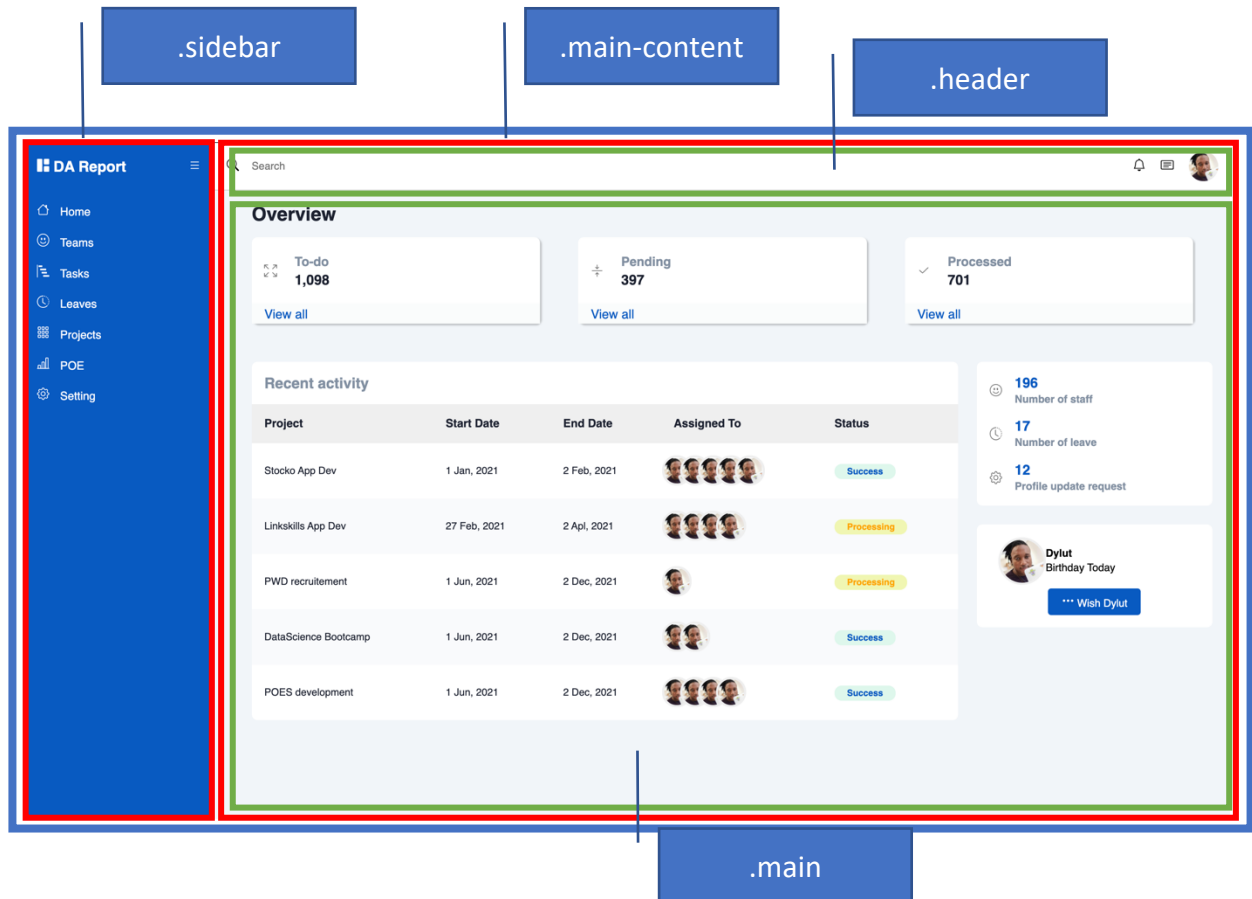 .sidebar
.main-content
.header
DA Report
Search
Home
Teams
Tasks
Leaves
Projects
POE
Setting
Overview
To-do
1,098
View all
Pending
397
View all
Processed
701
View all
Recent activity
Project Start Date End Date Assigned To Status
Stocko App Dev 1 Jan, 2021 2 Feb, 2021 Success
Linkskills App Dev 27 Feb, 2021 2 Apl, 2021 Processing
PWD recruitement 1 Jun, 2021 2 Dec, 2021 Processing
DataScience Bootcamp 1 Jun, 2021 2 Dec, 2021 Success
POES development 1 Jun, 2021 2 Dec, 2021 Success
196
Number of staff
17
Number of leave
12
Profile update request
Dylut
Birthday Today
Wish Dylut
.main